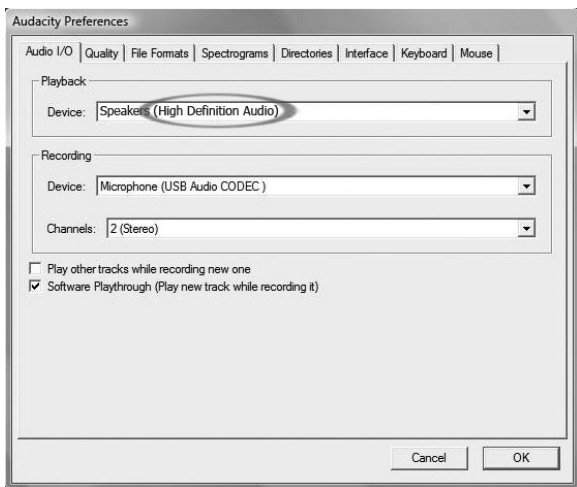 Audacity Preferences
Audio I/O Quality File Formats Spectrograms Directories Interface Keyboard Mouse
Playback
Device: Speakers (High Definition Audio)
Recording
Device: Microphone (USB Audio CODEC )
Channels: 2 (Stereo)
Play other tracks while recording new one
Software Playthrough (Play new track while recording it)
Cancel OK